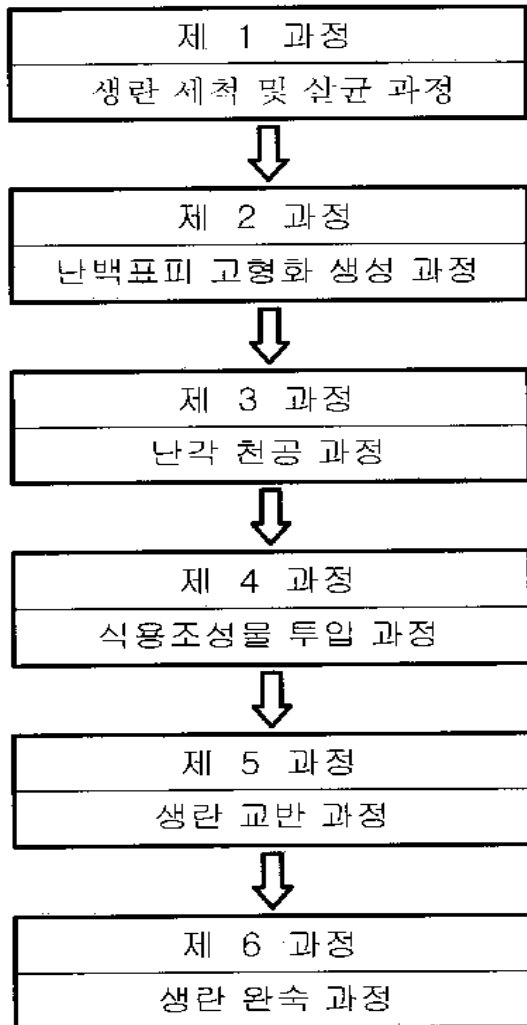 제 1 과정
생란 세척 및 살균 과정
제 2 과정
난백표피 고형화 생성 과정
제 3 과정
난각 천공 과정
제 4 과정
식용조성물 투입 과정
제 5 과정
생란 교반 과정
제 6 과정
생란 완숙 과정